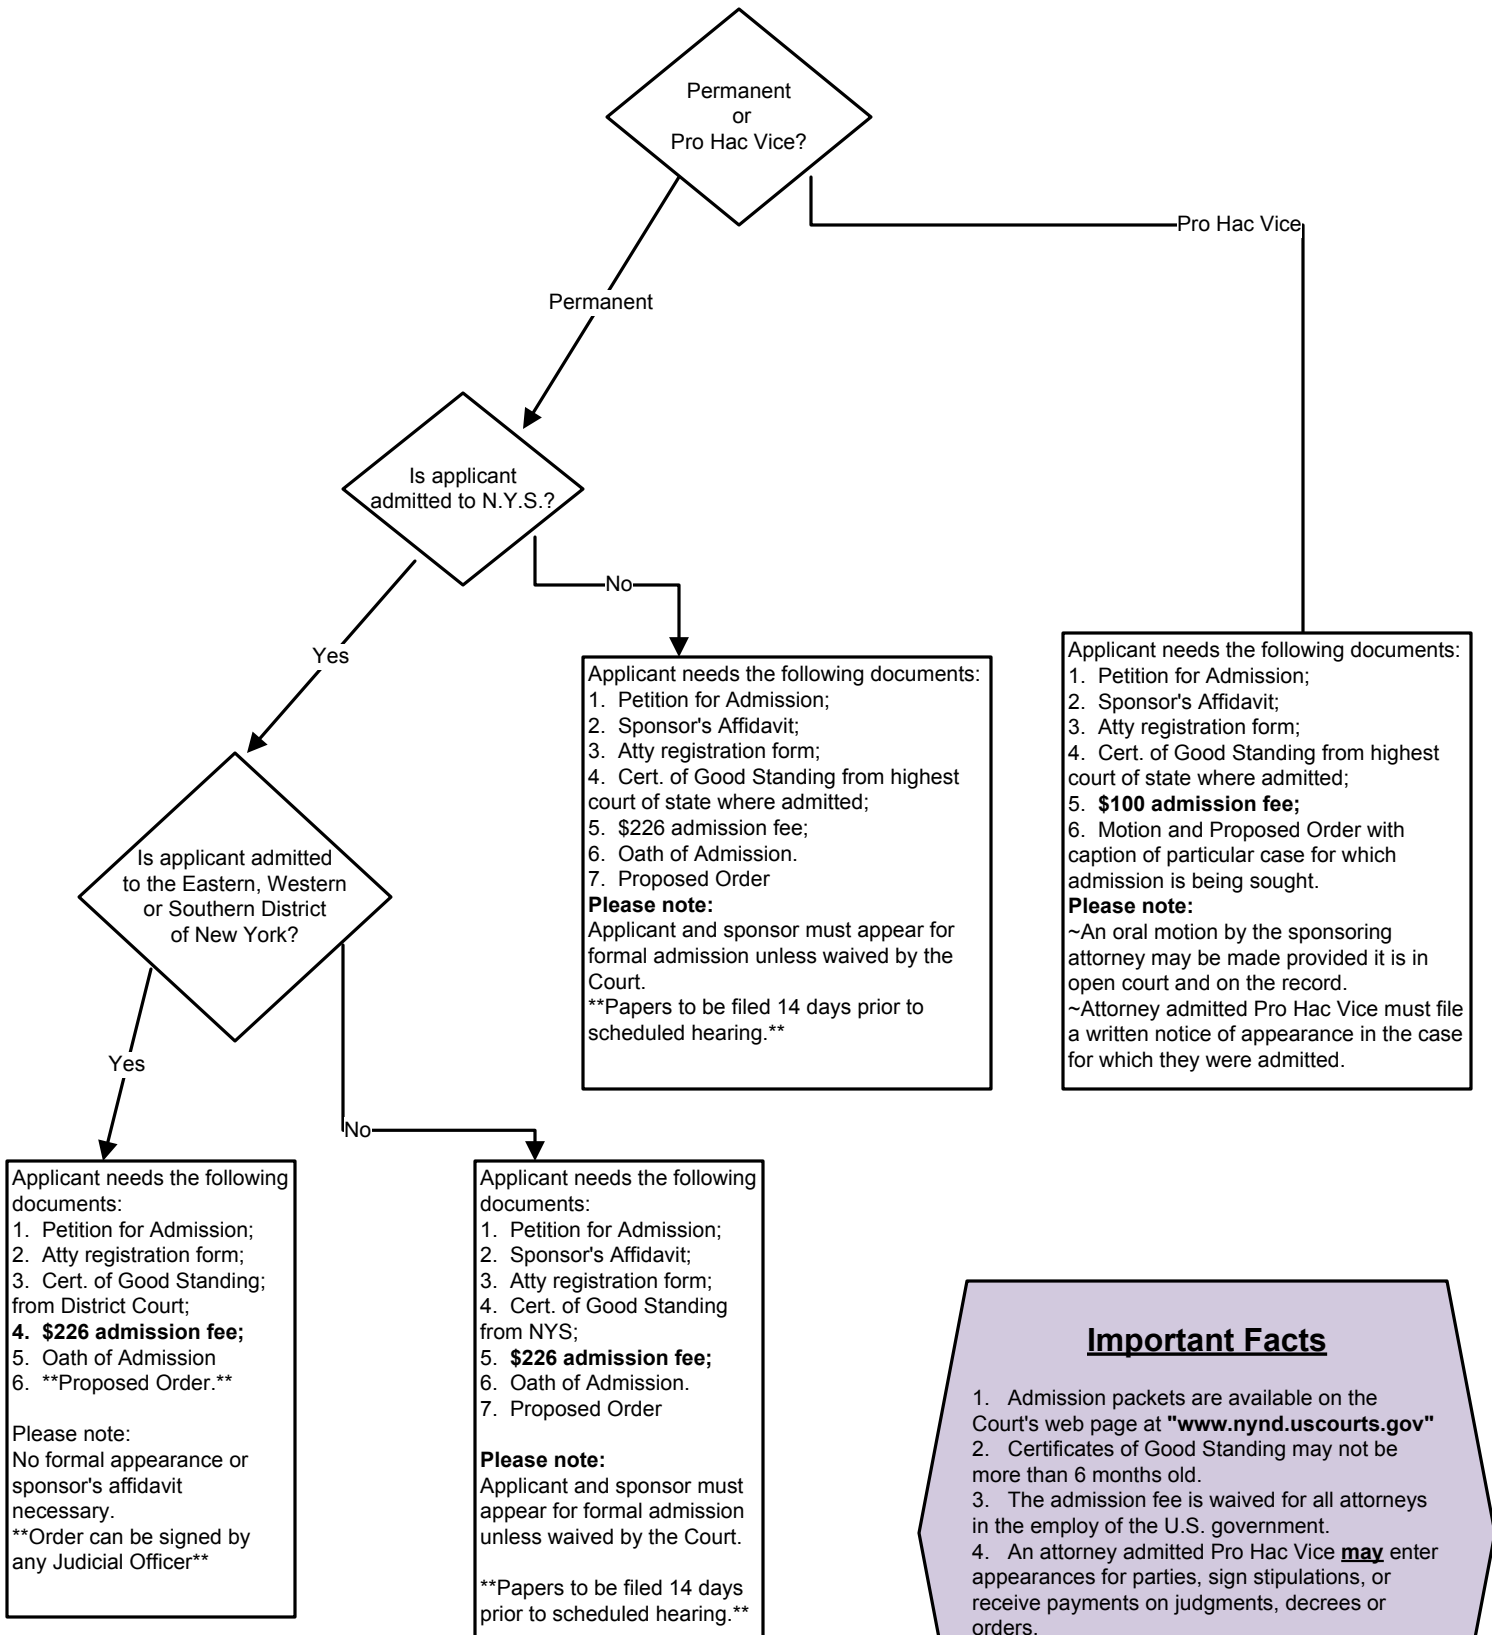 Permanent
or
Pro Hac Vice?
Pro Hac Vice
Permanent
Is applicant
admitted to N.Y.S.?
No
Yes
Applicant needs the following documents:
1. Petition for Admission;
2. Sponsor's Affidavit;
3. Atty registration form;
4. Cert. of Good Standing from highest
court of state where admitted;
5. $226 admission fee;
6. Oath of Admission.
7. Proposed Order
Please note:
Applicant and sponsor must appear for
formal admission unless waived by the
Court.
**Papers to be filed 14 days prior to
scheduled hearing.**
Applicant needs the following documents:
1. Petition for Admission;
2. Sponsor's Affidavit;
3. Atty registration form;
4. Cert. of Good Standing from highest
court of state where admitted;
5. $100 admission fee;
6. Motion and Proposed Order with
caption of particular case for which
admission is being sought.
Please note:
~An oral motion by the sponsoring
attorney may be made provided it is in
open court and on the record.
~Attorney admitted Pro Hac Vice must file
a written notice of appearance in the case
for which they were admitted.
Is applicant admitted
to the Eastern, Western
or Southern District
of New York?
Yes
No
Applicant needs the following
documents:
1. Petition for Admission;
2. Atty registration form;
3. Cert. of Good Standing;
from District Court;
4. $226 admission fee;
5. Oath of Admission
6. **Proposed Order.**
Please note:
No formal appearance or
sponsor's affidavit
necessary.
**Order can be signed by
any Judicial Officer**
Applicant needs the following
documents:
1. Petition for Admission;
2. Sponsor's Affidavit;
3. Atty registration form;
4. Cert. of Good Standing
from NYS;
5. $226 admission fee;
6. Oath of Admission.
7. Proposed Order
Please note:
Applicant and sponsor must
appear for formal admission
unless waived by the Court.
**Papers to be filed 14 days
prior to scheduled hearing.**
Important Facts
1. Admission packets are available on the
Court's web page at "www.nynd.uscourts.gov"
2. Certificates of Good Standing may not be
more than 6 months old.
3. The admission fee is waived for all attorneys
in the employ of the U.S. government.
4. An attorney admitted Pro Hac Vice may enter
appearances for parties, sign stipulations, or
receive payments on judgments, decrees or
orders.